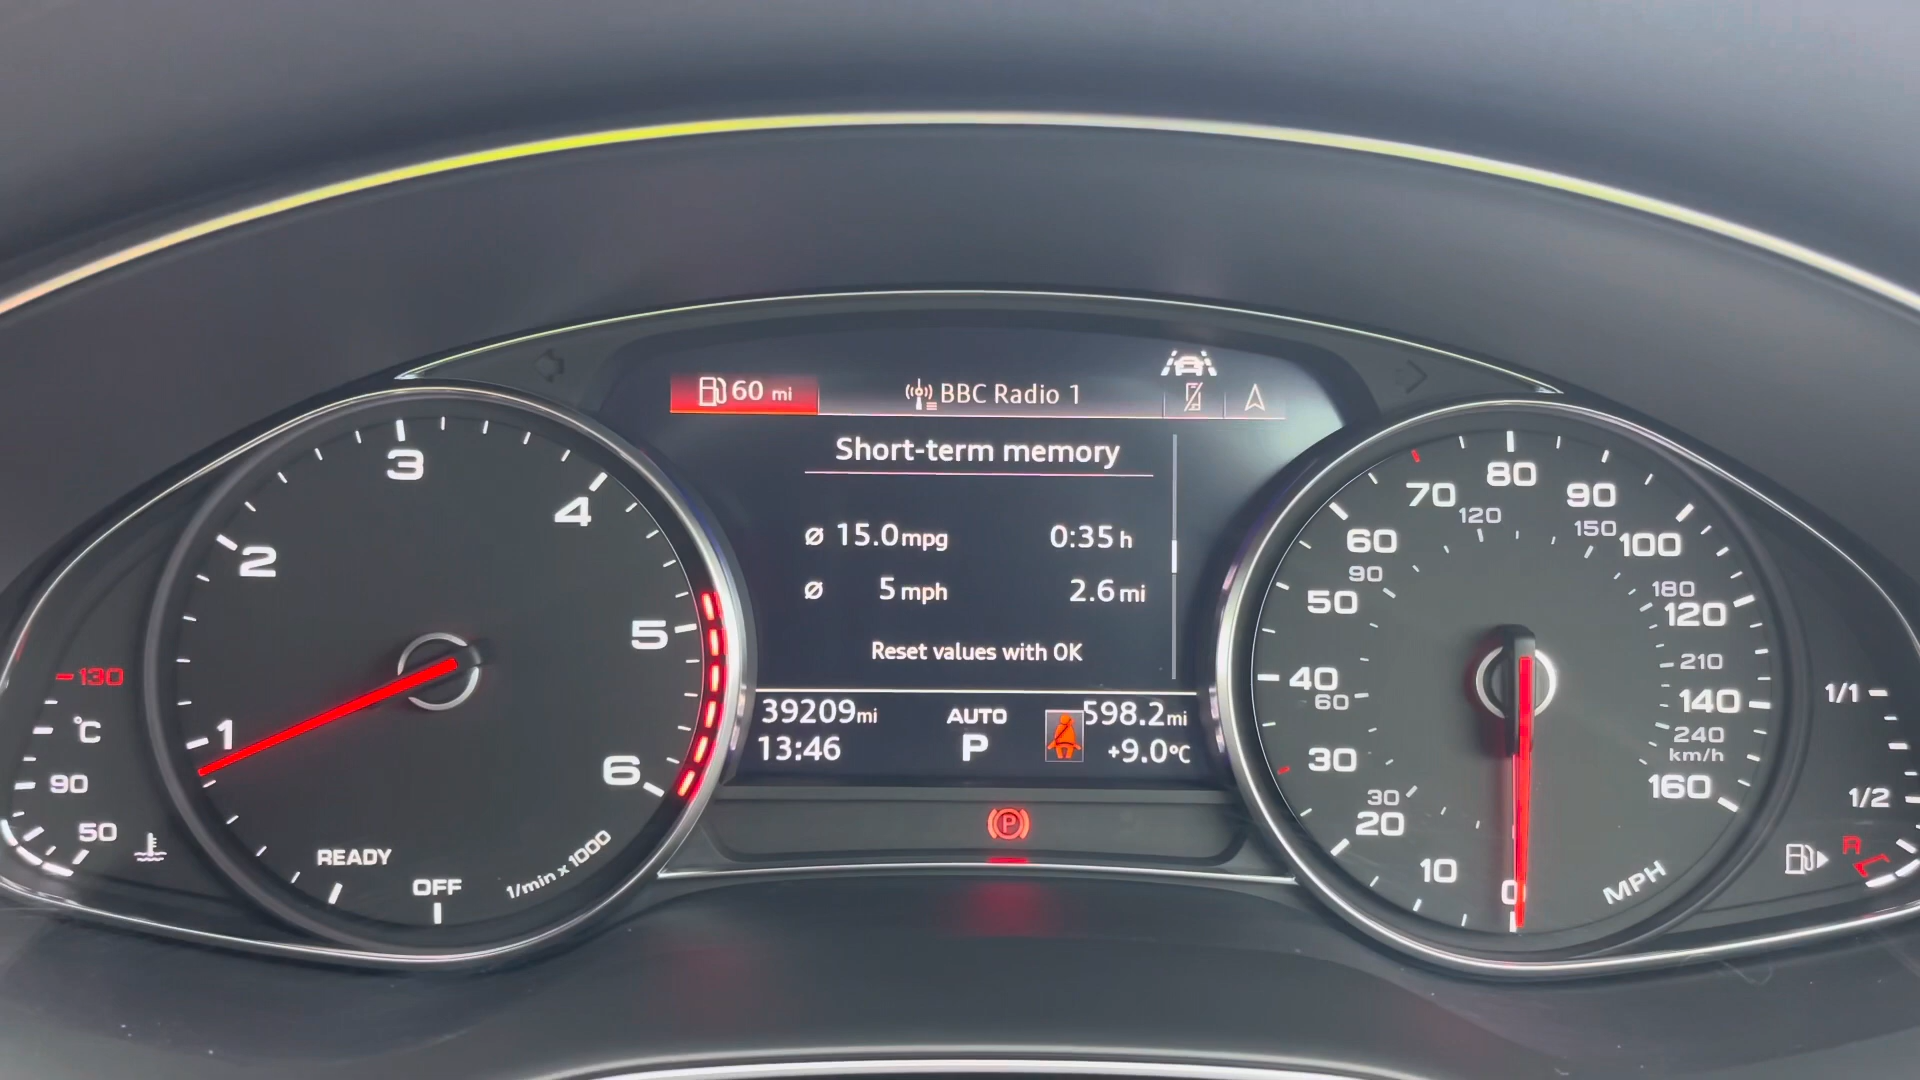 60 mi
BBC Radio 1
Short-term memory
ø 15.0 mpg 0:35 h
ø 5 mph 2.6 mi
Reset values with OK
39209 mi AUTO 598.2 mi
13:46 P +9.0°C
P
130
°C
90
50
OFF
READY
1
2
3
4
5
6
1/min x 1000
0
10
20
30
40
50
60
70
80
90
100
120
140
160
MPH
30
60
90
120
150
180
210
240
km/h
1/1
1/2
R